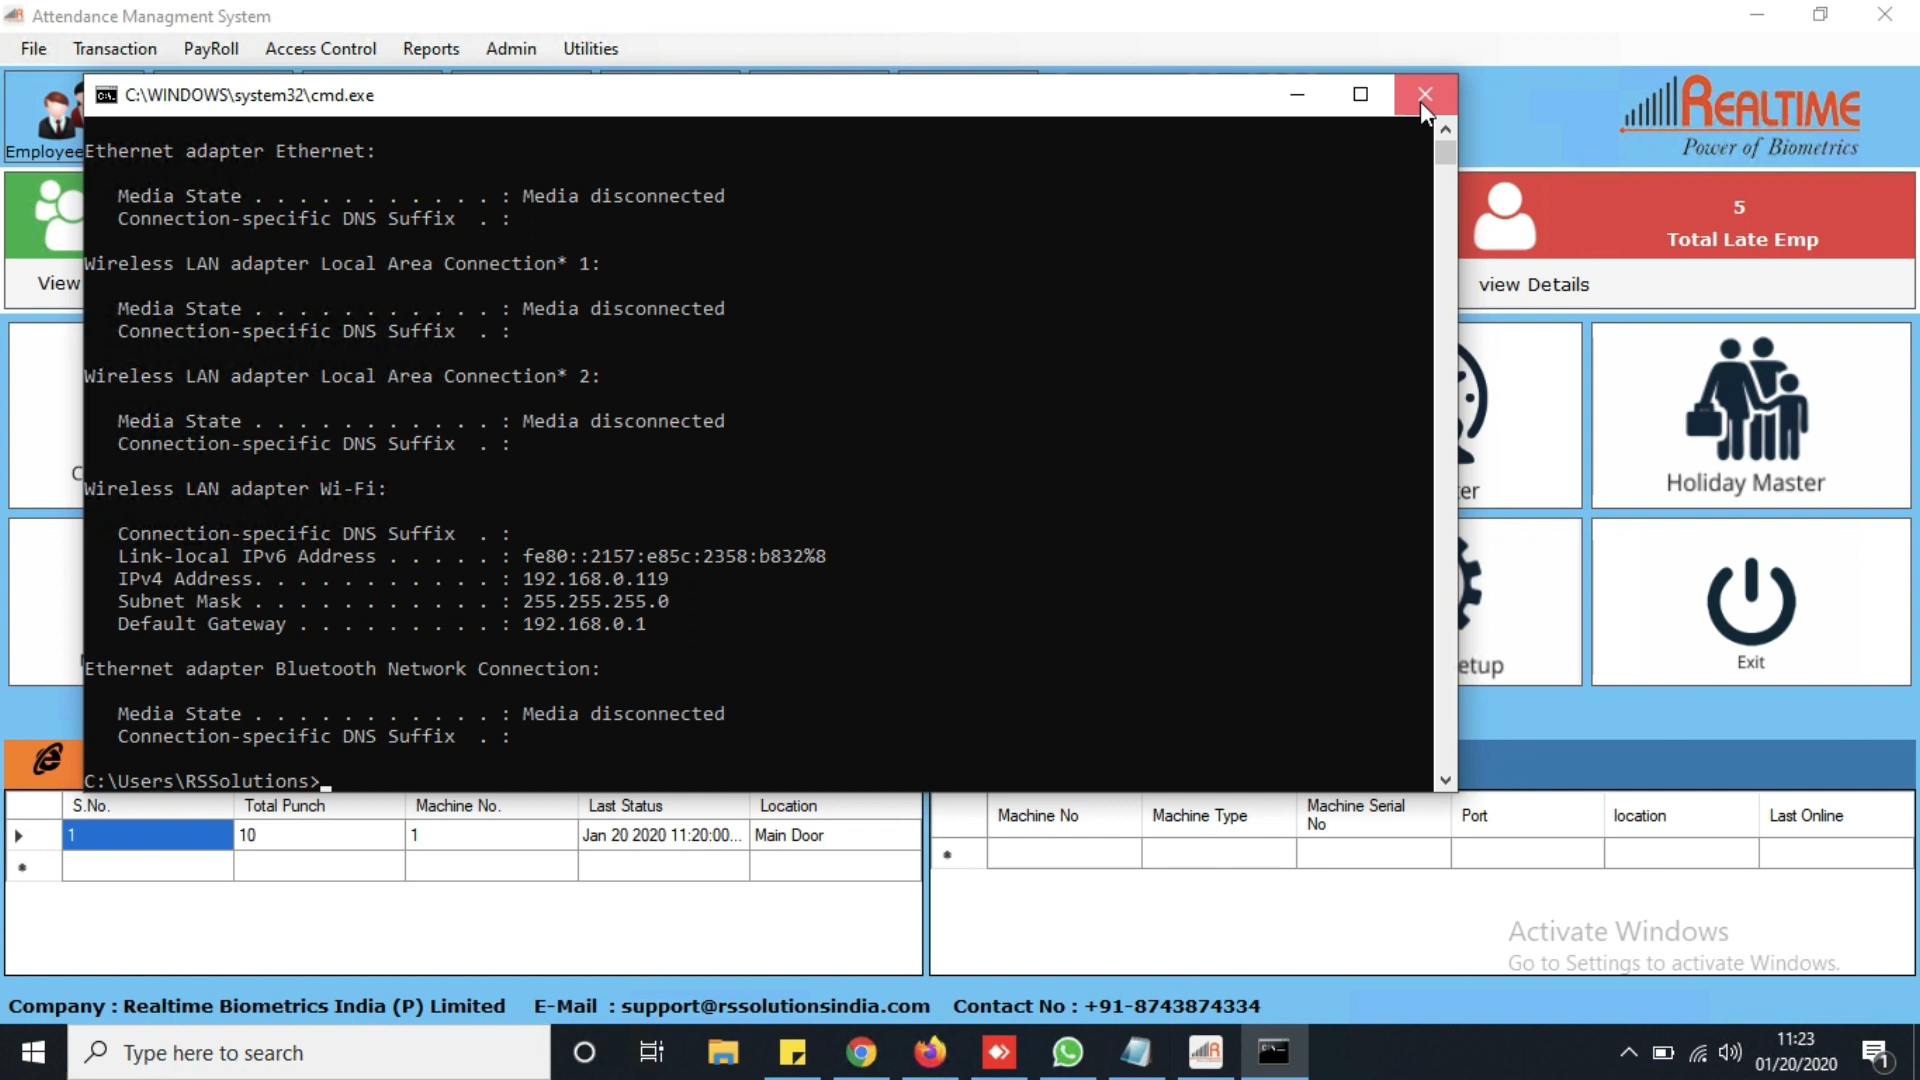 Attendance Managment System
File Transaction PayRoll Access Control Reports Admin Utilities
C:\WINDOWS\system32\cmd.exe
REALTIME
Power of Biometrics
Employee
Ethernet adapter Ethernet:
Media State . . . . . . . . . . . : Media disconnected
Connection-specific DNS Suffix . :
Wireless LAN adapter Local Area Connection* 1:
Media State . . . . . . . . . . . : Media disconnected
Connection-specific DNS Suffix . :
Wireless LAN adapter Local Area Connection* 2:
Media State . . . . . . . . . . . : Media disconnected
Connection-specific DNS Suffix . :
Wireless LAN adapter Wi-Fi:
Connection-specific DNS Suffix . :
Link-local IPv6 Address . . . . . : fe80::2157:e85c:2358:b832%8
IPv4 Address. . . . . . . . . . . : 192.168.0.119
Subnet Mask . . . . . . . . . . . : 255.255.255.0
Default Gateway . . . . . . . . . : 192.168.0.1
Ethernet adapter Bluetooth Network Connection:
Media State . . . . . . . . . . . : Media disconnected
Connection-specific DNS Suffix . :
C:\Users\RSSolutions>_
View
5
Total Late Emp
view Details
C
ter
Holiday Master
etup
Exit
S.No. Total Punch Machine No. Last Status Location
1 10 1 Jan 20 2020 11:20:00... Main Door
Machine No Machine Type Machine Serial No Port location Last Online
Activate Windows
Go to Settings to activate Windows.
Company : Realtime Biometrics India (P) Limited E-Mail : support@rssolutionsindia.com Contact No : +91-8743874334
Type here to search
11:23
01/20/2020
1